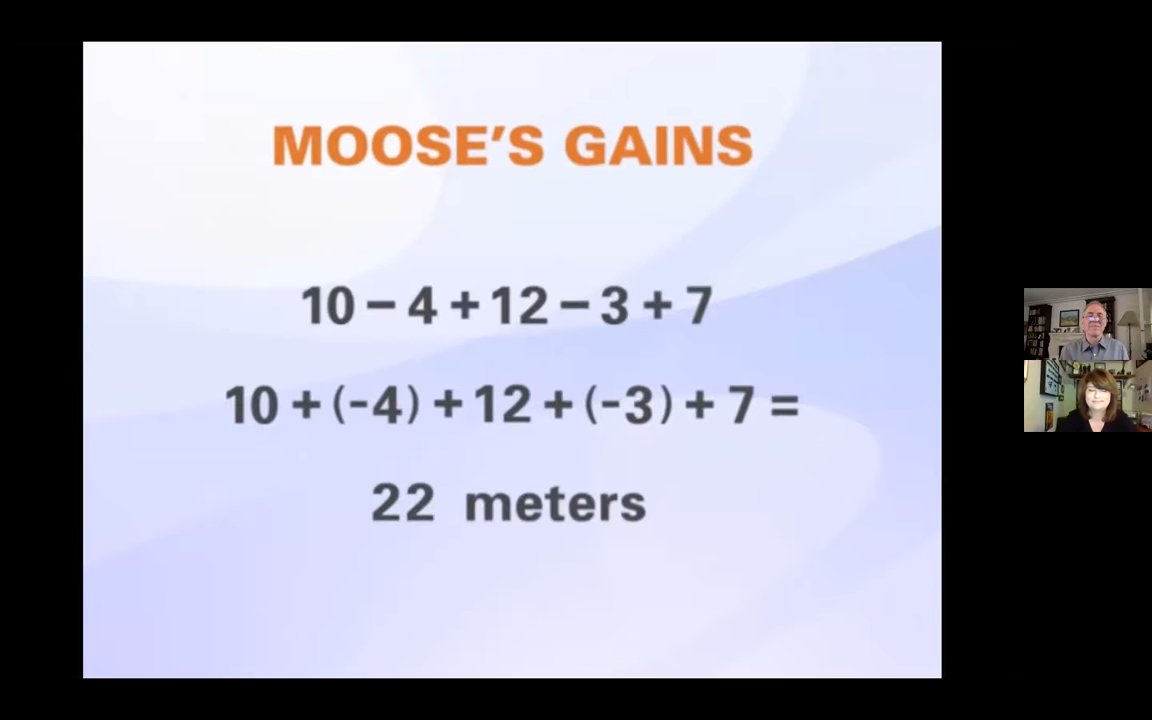 MOOSE’S GAINS
10 – 4 + 12 – 3 + 7
10 + (-4) + 12 + (-3) + 7 =
22 meters